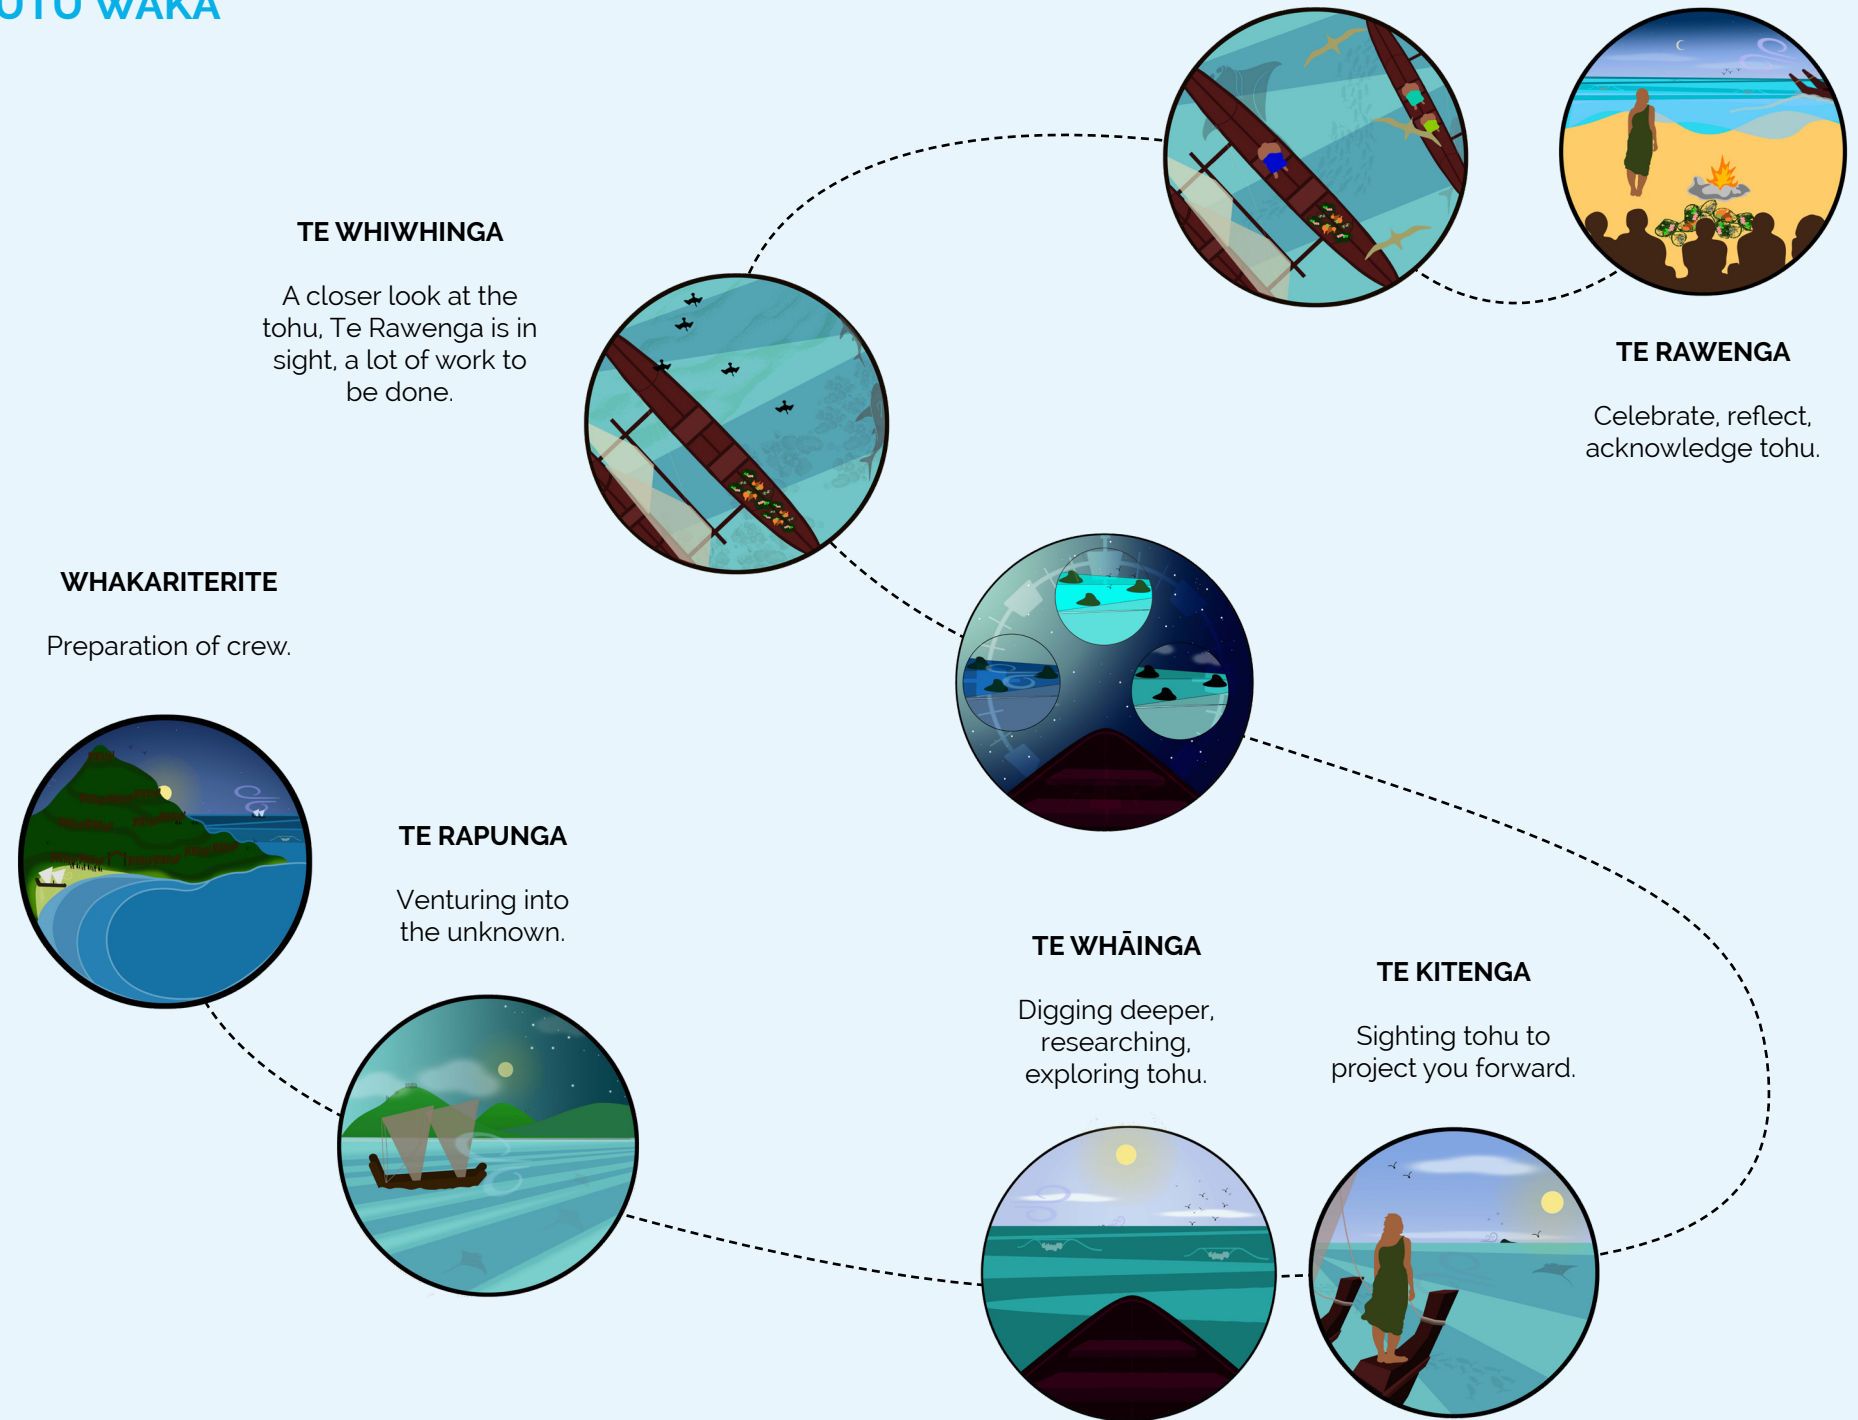 WAKA
TE WHIWHINGA
A closer look at the
tohu, Te Rawenga is in
sight, a lot of work to
be done.
TE RAWENGA
Celebrate, reflect,
acknowledge tohu.
WHAKARITERITE
Preparation of crew.
TE RAPUNGA
Venturing into
the unknown.
TE WHĀINGA
Digging deeper,
researching,
exploring tohu.
TE KITENGA
Sighting tohu to
project you forward.